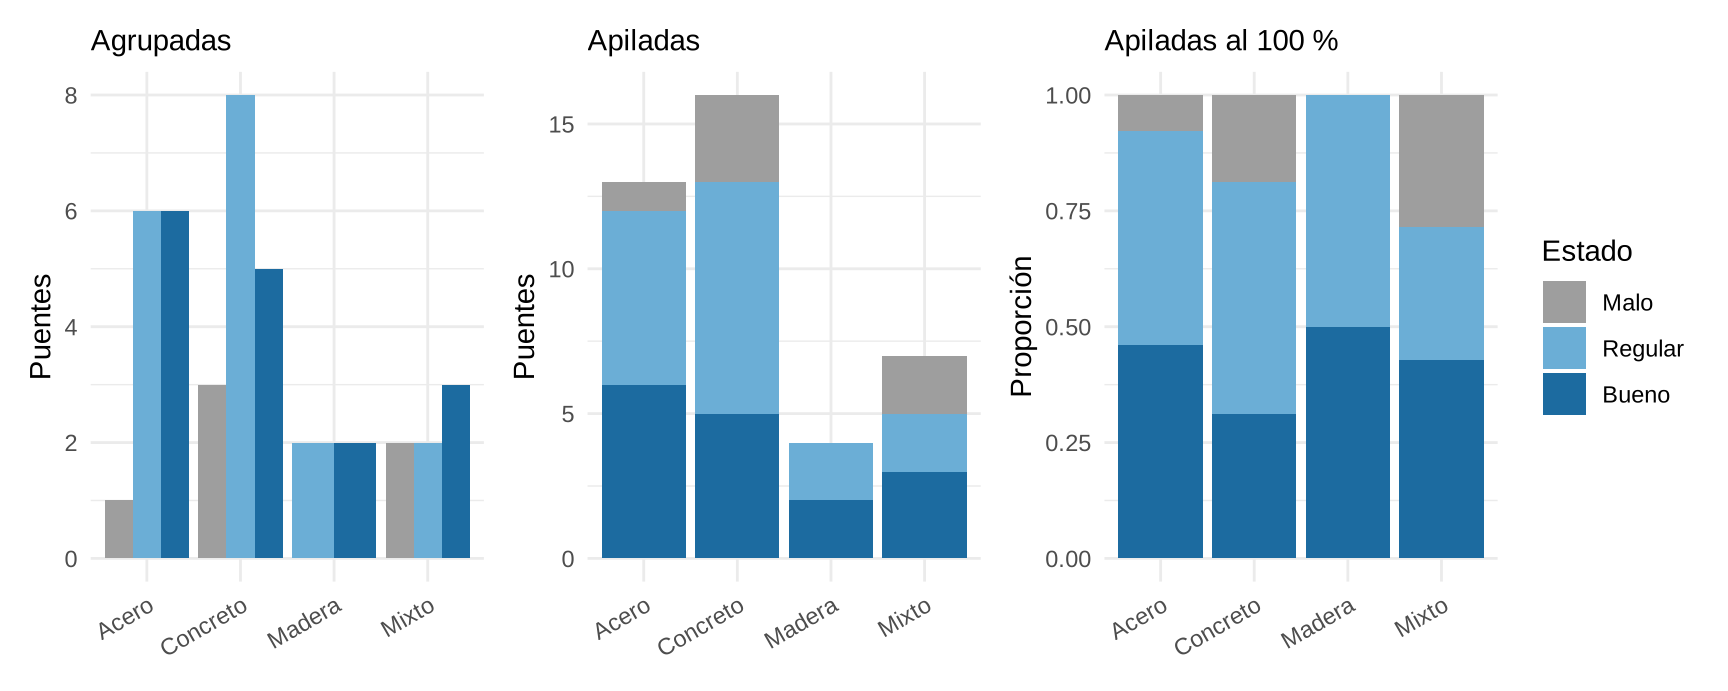 Agrupadas
8
6
4
2
0
Puentes
Acero
Concreto
Madera
Mixto
Apiladas
15
10
5
0
Puentes
Acero
Concreto
Madera
Mixto
Apiladas al 100 %
1.00
0.75
0.50
0.25
0.00
Proporción
Acero
Concreto
Madera
Mixto
Estado
Malo
Regular
Bueno